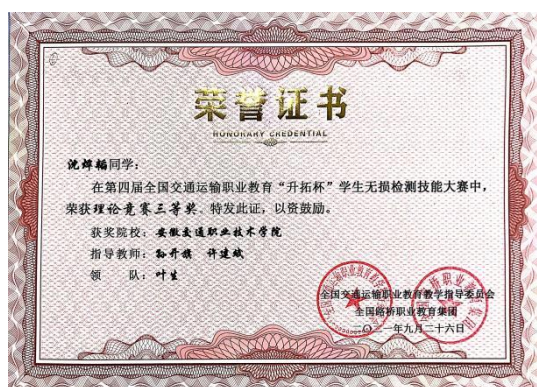 荣誉证书
HONORARY CREDENTIAL
同学:
在第四届全国交通运输职业教育“升拓杯”学生无损检测技能大赛中,
荣获理论竞赛三等奖,特发此证,以资鼓励。
获奖院校:安徽交通职业技术学院
指导教师:孙开旗 许建斌
领 队:叶生
全国交通运输职业教育教学指导委员会
全国路桥职业教育集团
二〇二一年九月二十六日